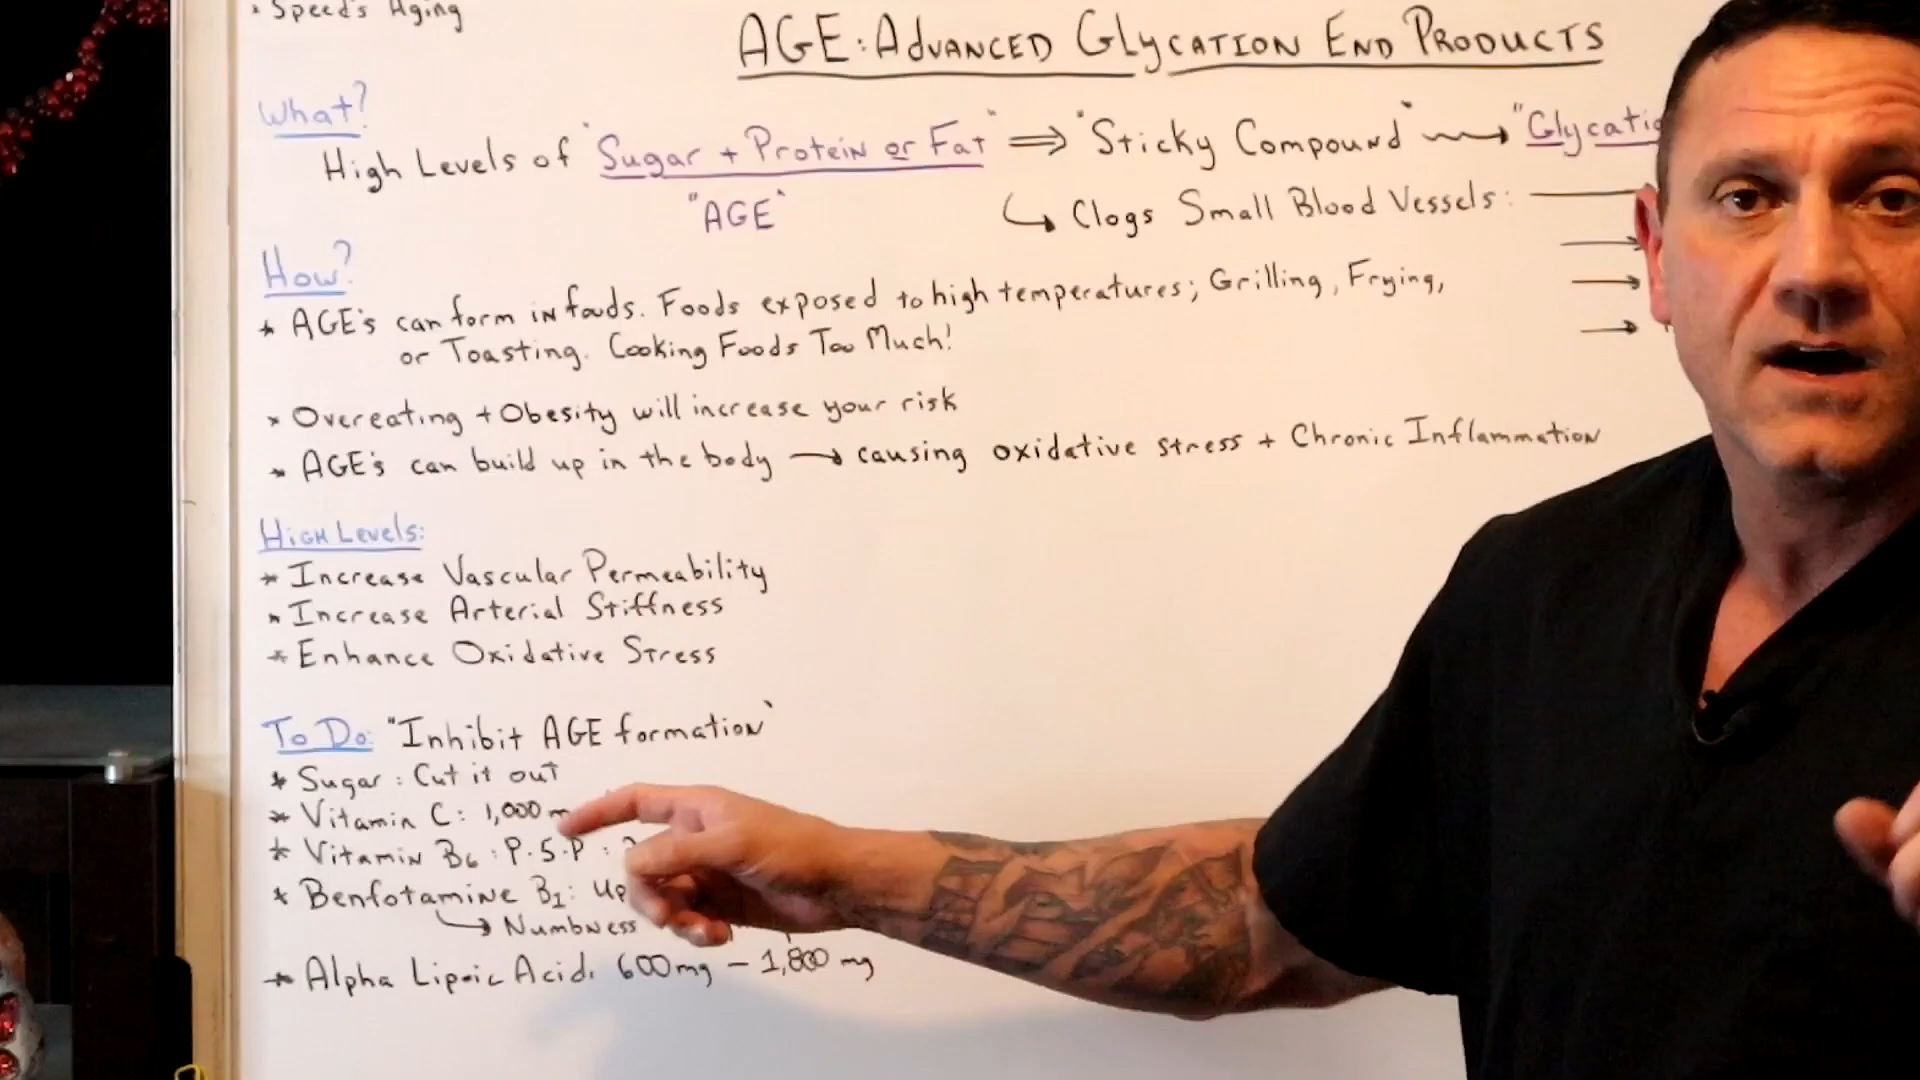 * Speeds Aging
AGE: ADVANCED GLYCATION END PRODUCTS
What?
High Levels of "Sugar + Protein or Fat" ⇒ "Sticky Compound" → "Glycatio
"AGE"
↳ Clogs Small Blood Vessels:
How?
* AGE's can form in foods. Foods exposed to high temperatures; Grilling, Frying,
or Toasting. Cooking Foods Too Much!
* Overeating + Obesity will increase your risk
* AGE's can build up in the body → causing oxidative stress + Chronic Inflammation
High Levels:
* Increase Vascular Permeability
* Increase Arterial Stiffness
* Enhance Oxidative Stress
To Do: "Inhibit AGE formation"
* Sugar: Cut it out
* Vitamin C: 1,000 m
* Vitamin B6: P.5.P:
* Benfotamine B1: Up
↳ Numbness
* Alpha Lipoic Acid: 600mg - 1,800 mg